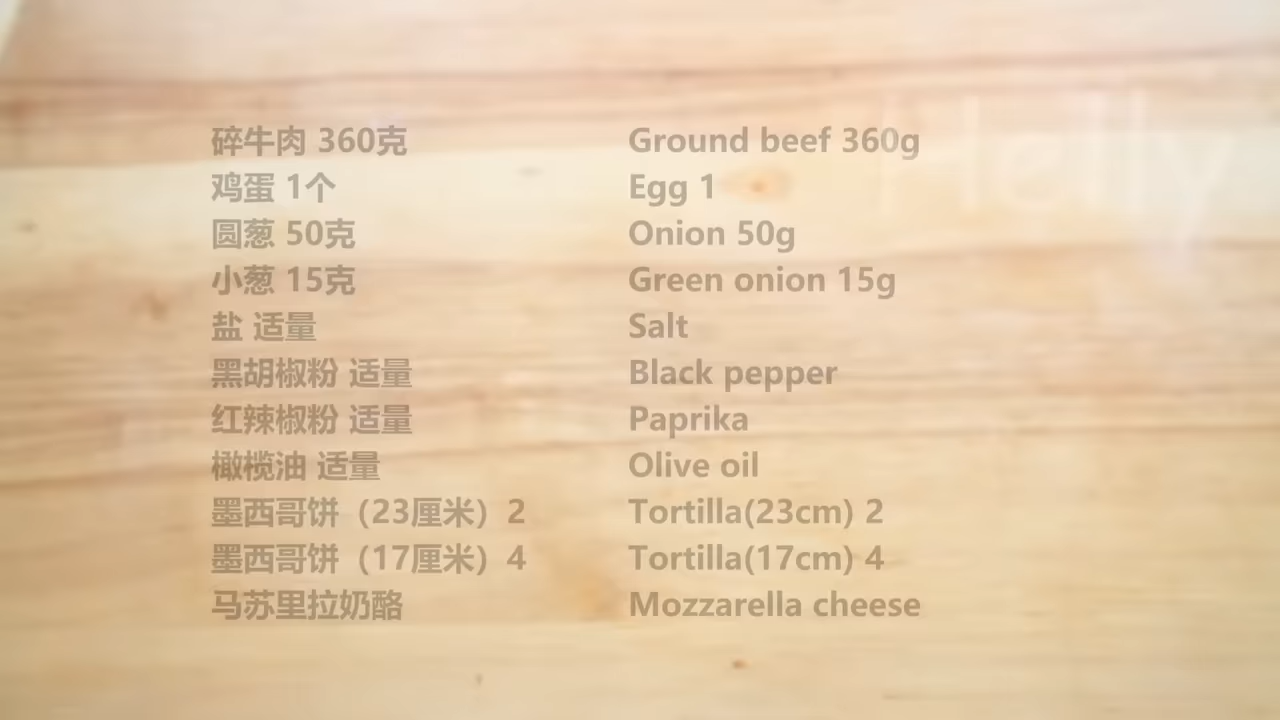 碎牛肉 360克
鸡蛋 1个
圆葱 50克
小葱 15克
盐 适量
黑胡椒粉 适量
红辣椒粉 适量
橄榄油 适量
墨西哥饼（23厘米）2
墨西哥饼（17厘米）4
马苏里拉奶酪
Ground beef 360g
Egg 1
Onion 50g
Green onion 15g
Salt
Black pepper
Paprika
Olive oil
Tortilla(23cm) 2
Tortilla(17cm) 4
Mozzarella cheese